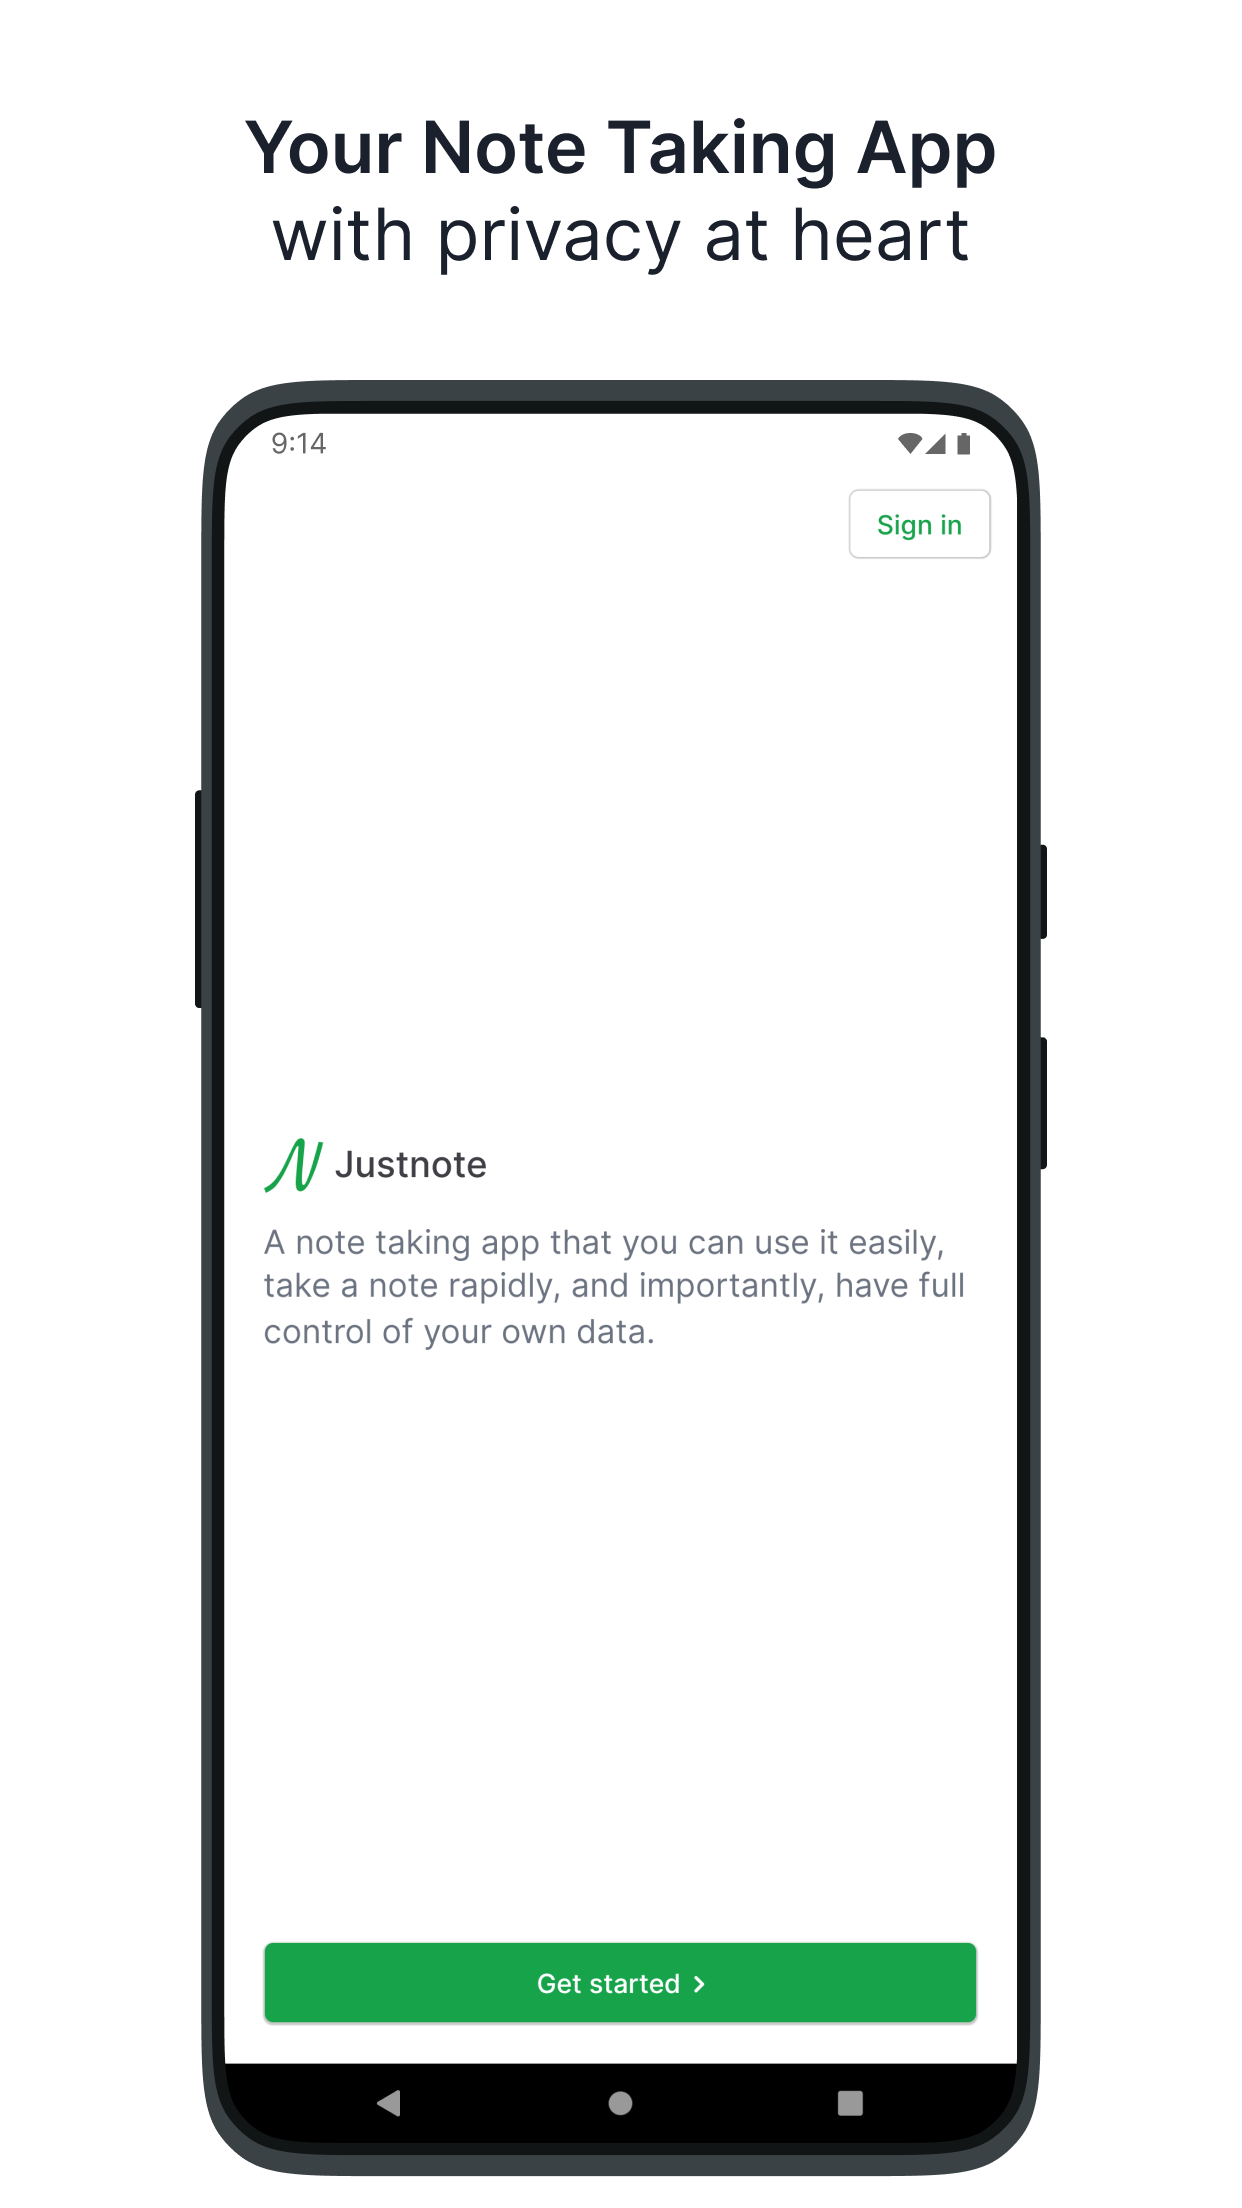 Your Note Taking App
with privacy at heart
9:14
Sign in
Justnote
A note taking app that you can use it easily,
take a note rapidly, and importantly, have full
control of your own data.
Get started